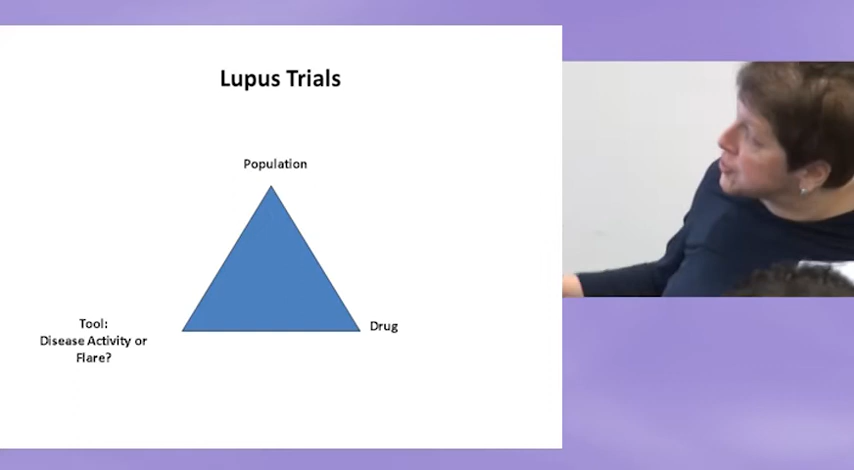 Lupus Trials
Population
Tool:
Disease Activity or
Flare?
Drug